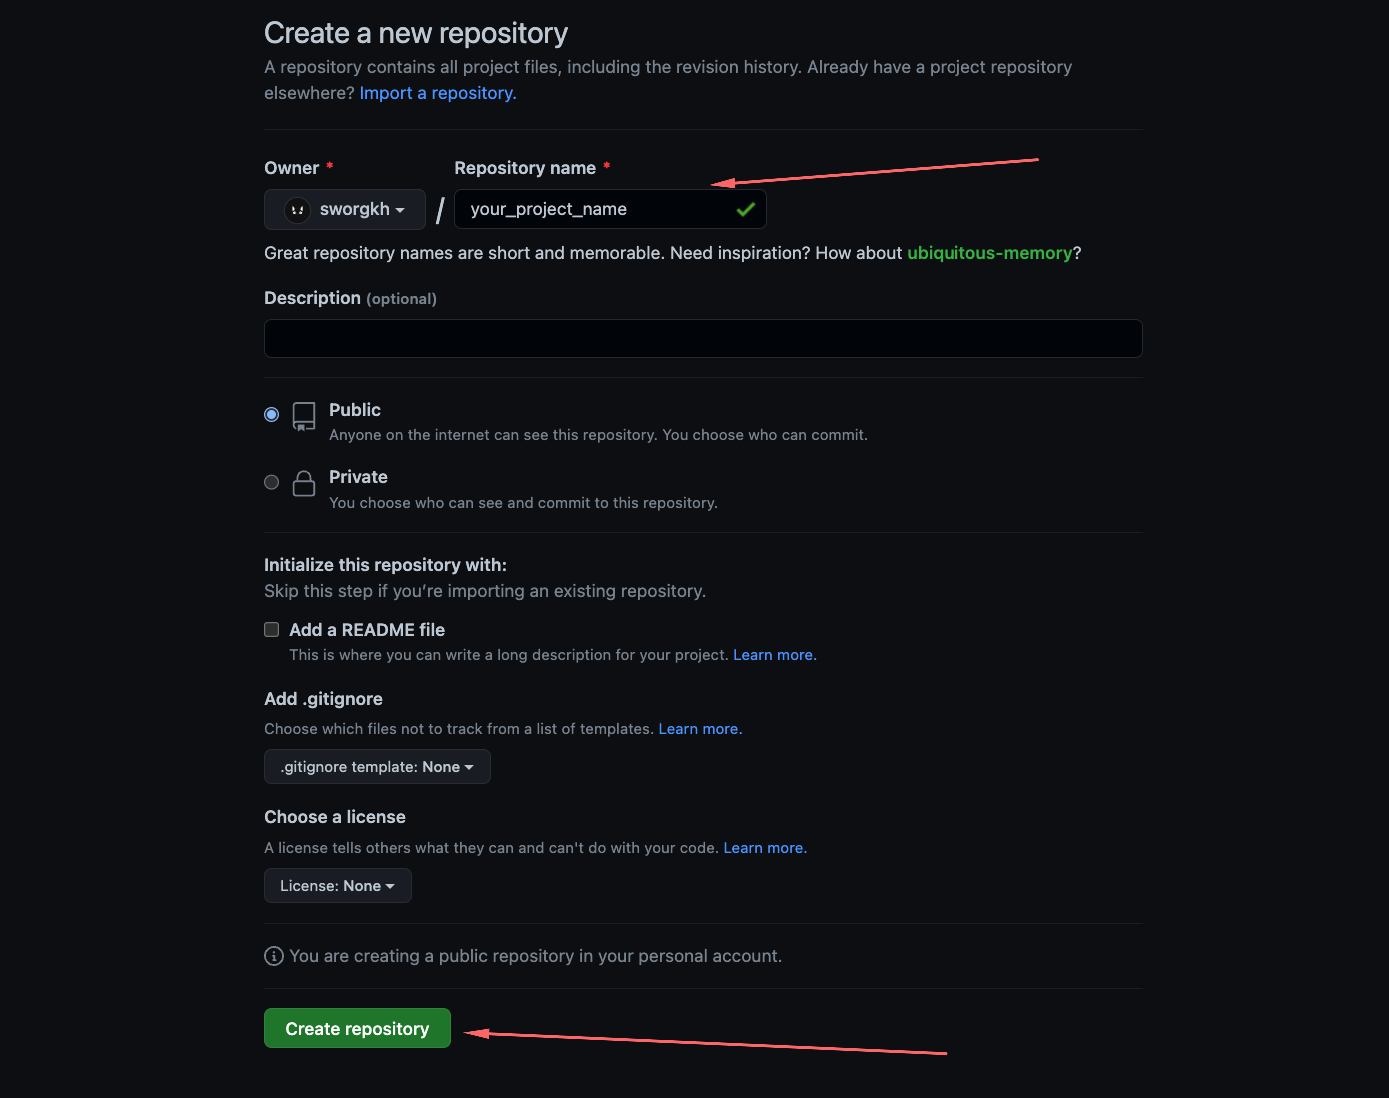 Create a new repository
A repository contains all project files, including the revision history. Already have a project repository
elsewhere? Import a repository.
Owner * Repository name *
sworgkh / your_project_name
Great repository names are short and memorable. Need inspiration? How about ubiquitous-memory?
Description (optional)
Public
Anyone on the internet can see this repository. You choose who can commit.
Private
You choose who can see and commit to this repository.
Initialize this repository with:
Skip this step if you’re importing an existing repository.
Add a README file
This is where you can write a long description for your project. Learn more.
Add .gitignore
Choose which files not to track from a list of templates. Learn more.
.gitignore template: None
Choose a license
A license tells others what they can and can't do with your code. Learn more.
License: None
You are creating a public repository in your personal account.
Create repository